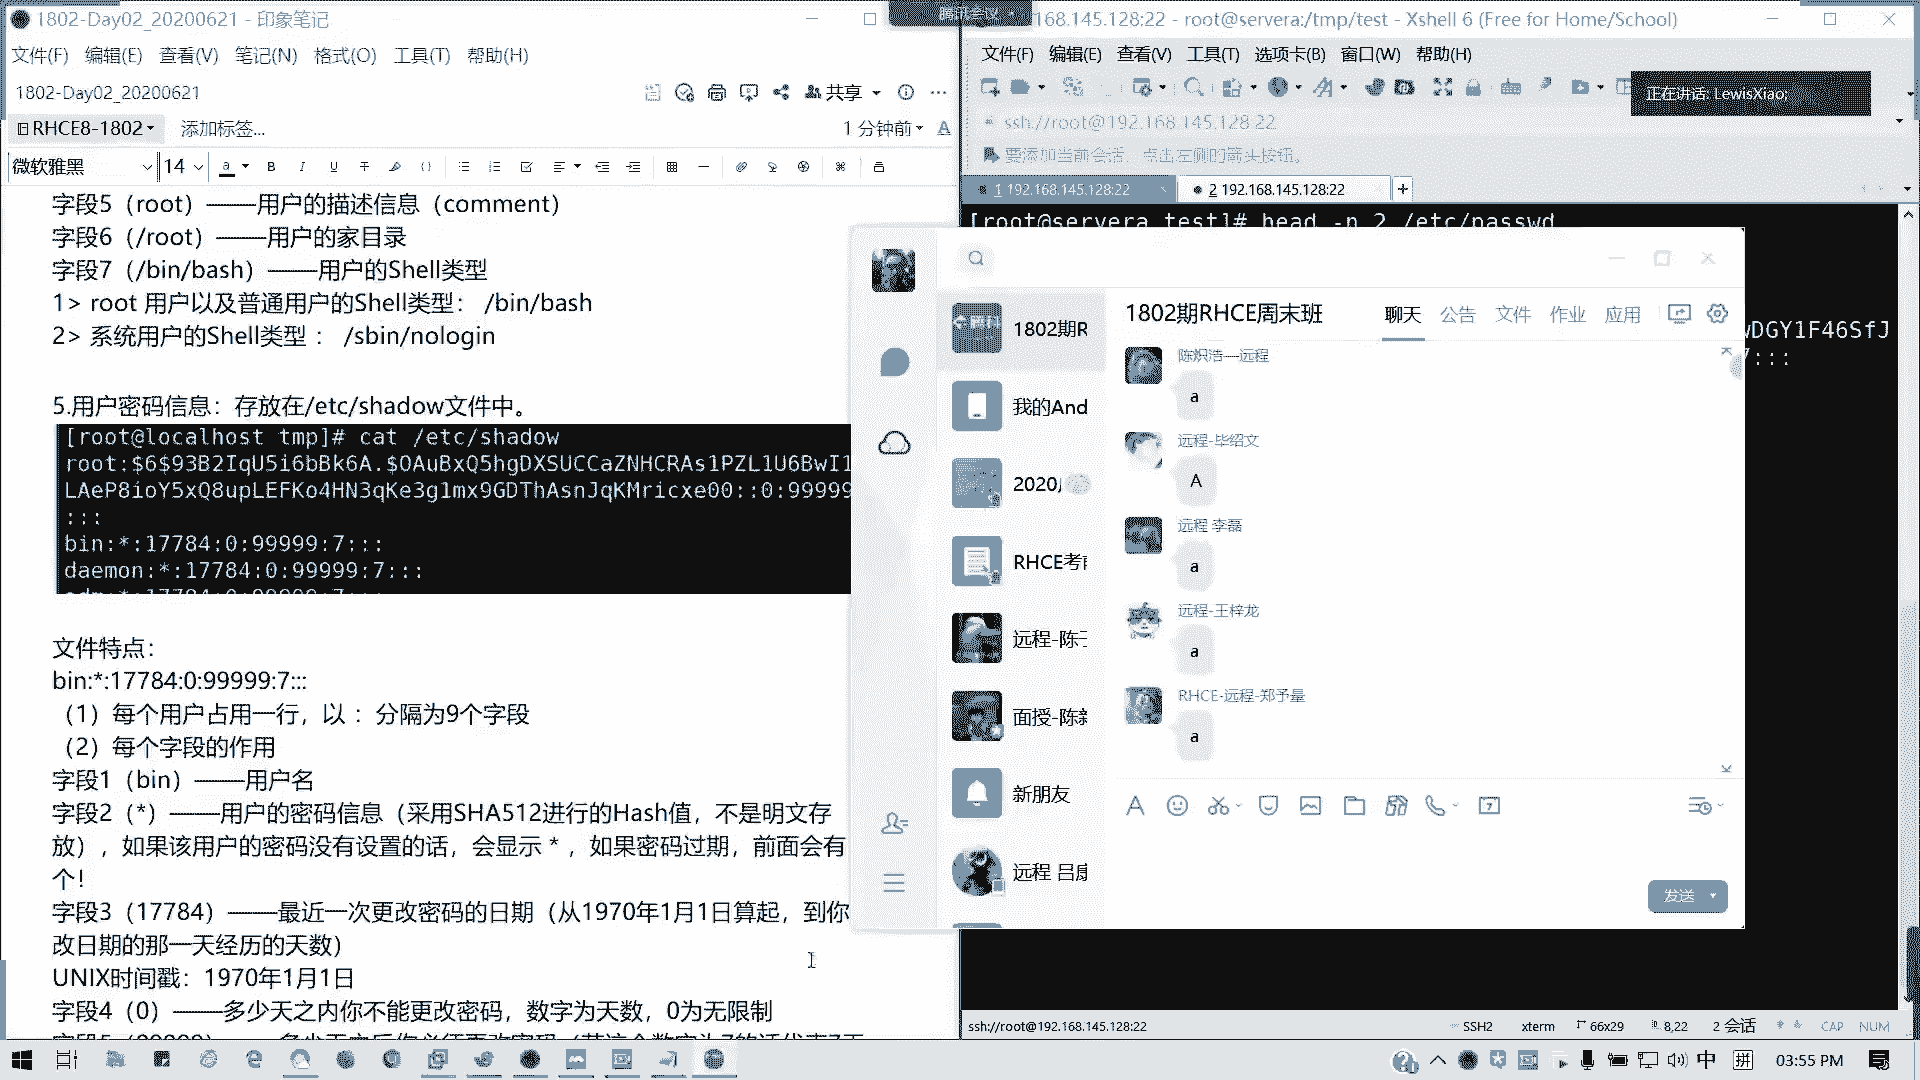 1802-Day02_20200621 - 印象笔记
文件(F) 编辑(E) 查看(V) 笔记(N) 格式(O) 工具(T) 帮助(H)
1802-Day02_20200621
共享
RHCE8-1802
添加标签...
1 分钟前
微软雅黑 14
字段5（root）———用户的描述信息（comment）
字段6（/root）———用户的家目录
字段7（/bin/bash）———用户的Shell类型
1> root 用户以及普通用户的Shell类型： /bin/bash
2> 系统用户的Shell类型： /sbin/nologin
5.用户密码信息：存放在/etc/shadow文件中。
[root@localhost tmp]# cat /etc/shadow
root:$6$93B2IqU5i6bBk6A.$OAuBxQ5hgDXSUCCaZNHCRAs1PZL1U6BwI1
LAeP8ioY5xQ8upLEFKo4HN3qKe3g1mx9GDThAsnJqKMricxe00::0:99999
:::
bin:*:17784:0:99999:7:::
daemon:*:17784:0:99999:7:::
文件特点：
bin:*:17784:0:99999:7:::
（1）每个用户占用一行，以 ：分隔为9个字段
（2）每个字段的作用
字段1（bin）———用户名
字段2（*）———用户的密码信息（采用SHA512进行的Hash值，不是明文存
放），如果该用户的密码没有设置的话，会显示 * ，如果密码过期，前面会有
个！
字段3（17784）———最近一次更改密码的日期（从1970年1月1日算起，到你
改日期的那一天经历的天数）
UNIX时间戳：1970年1月1日
字段4（0）———多少天之内你不能更改密码，数字为天数，0为无限制
腾讯会议
168.145.128:22 - root@servera:/tmp/test - Xshell 6 (Free for Home/School)
文件(F) 编辑(E) 查看(V) 工具(T) 选项卡(B) 窗口(W) 帮助(H)
正在讲话: LewisXiao;
ssh://root@192.168.145.128:22
要添加当前会话，点击左侧的箭头按钮。
1 192.168.145.128:22
2 192.168.145.128:22
[root@servera test]# head -n 2 /etc/passwd
wDGY1F46SfJ
7:::
1802期R
我的And
2020
RHCE考
远程-陈
面授-陈
新朋友
远程 吕
1802期RHCE周末班
聊天 公告 文件 作业 应用
陈炽浩—远程
a
远程-毕绍文
A
远程 李磊
a
远程-王梓龙
a
RHCE-远程-郑予量
a
发送
ssh://root@192.168.145.128:22
SSH2 xterm 66x29 8,22 2 会话 CAP NUM
中 拼 03:55 PM